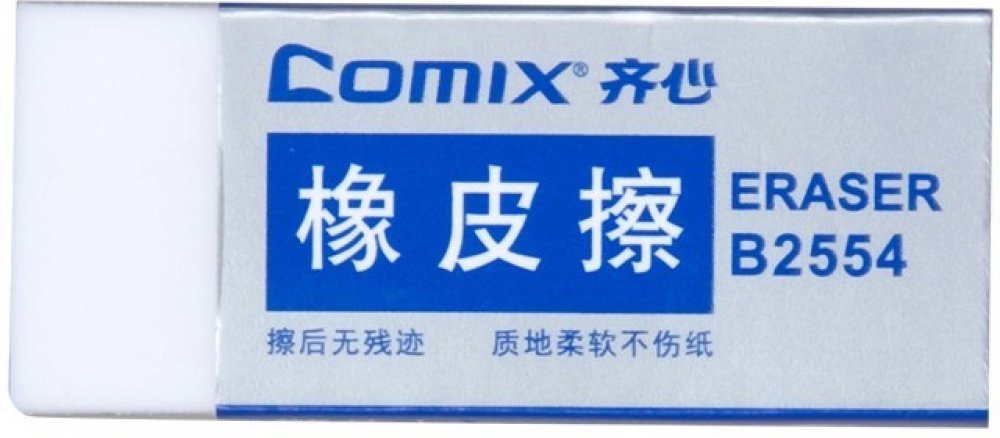 Comix® 齐心
橡皮擦
ERASER
B2554
擦后无残迹 质地柔软不伤纸